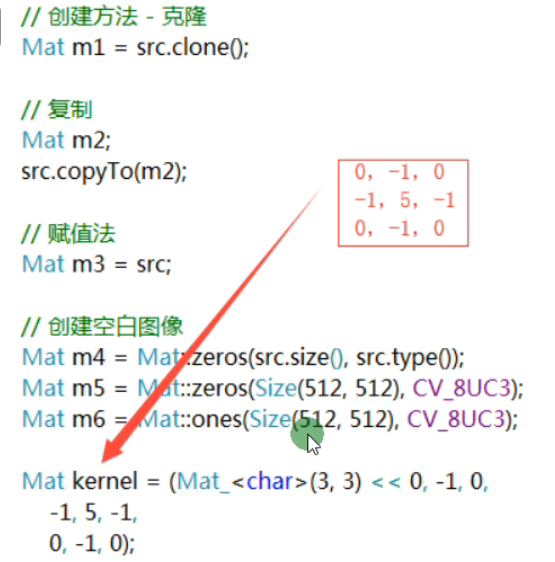 // 创建方法 - 克隆
Mat m1 = src.clone();
// 复制
Mat m2;
src.copyTo(m2);
0, -1, 0
-1, 5, -1
0, -1, 0
// 赋值法
Mat m3 = src;
// 创建空白图像
Mat m4 = Mat::zeros(src.size(), src.type());
Mat m5 = Mat::zeros(Size(512, 512), CV_8UC3);
Mat m6 = Mat::ones(Size(512, 512), CV_8UC3);
Mat kernel = (Mat_<char>(3, 3) << 0, -1, 0,
-1, 5, -1,
0, -1, 0);